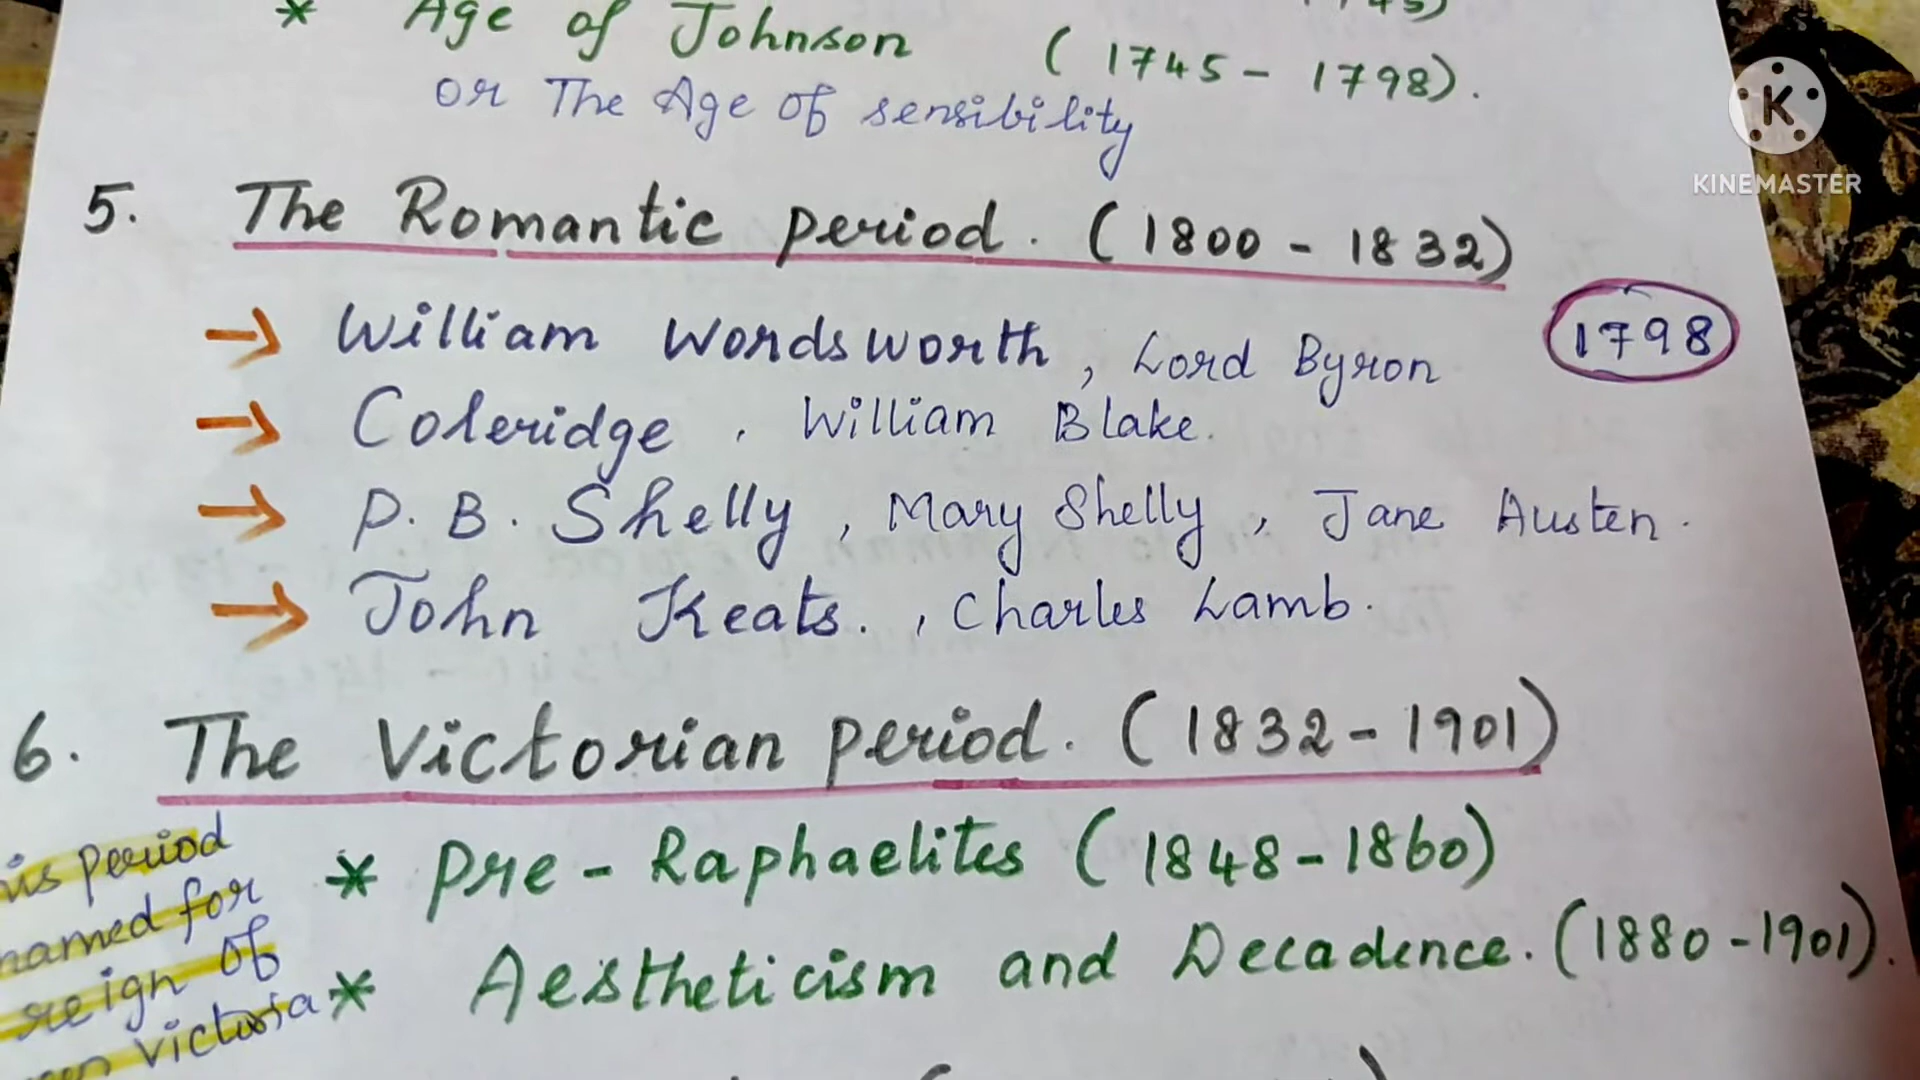 * Age of Johnson (1745 - 1798).
or The Age of sensibility
KINEMASTER
5. The Romantic period. (1800 - 1832)
1798
→ William Wordsworth, Lord Byron
→ Coleridge, William Blake.
→ P. B. Shelly, Mary Shelly, Jane Austen.
→ John Keats., Charles Lamb.
6. The Victorian period. (1832 - 1901)
* Pre - Raphaelites (1848 - 1860)
* Aestheticism and Decadence. (1880 - 1901).
period
named for
reign of
victoria